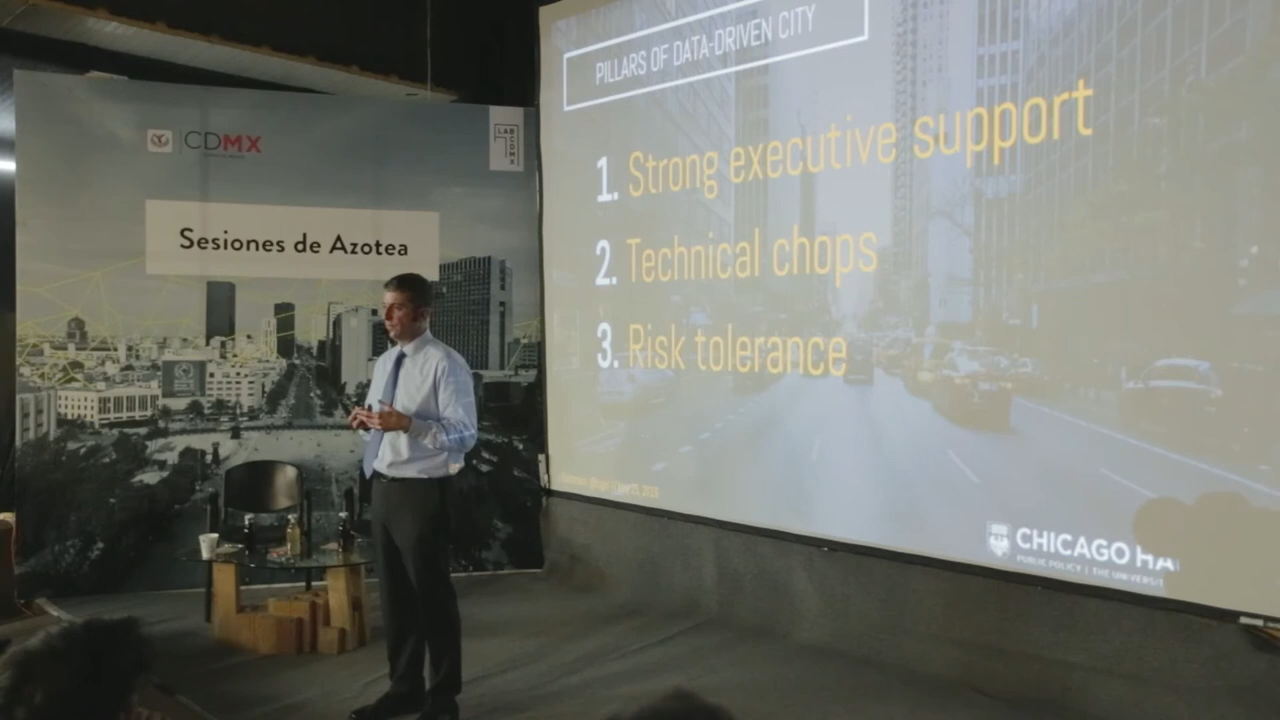 CDMX
LAB
CDMX
Sesiones de Azotea
PILLARS OF DATA-DRIVEN CITY
1. Strong executive support
2. Technical chops
3. Risk tolerance
CHICAGO HA
PUBLIC POLICY | THE UNIVERSIT